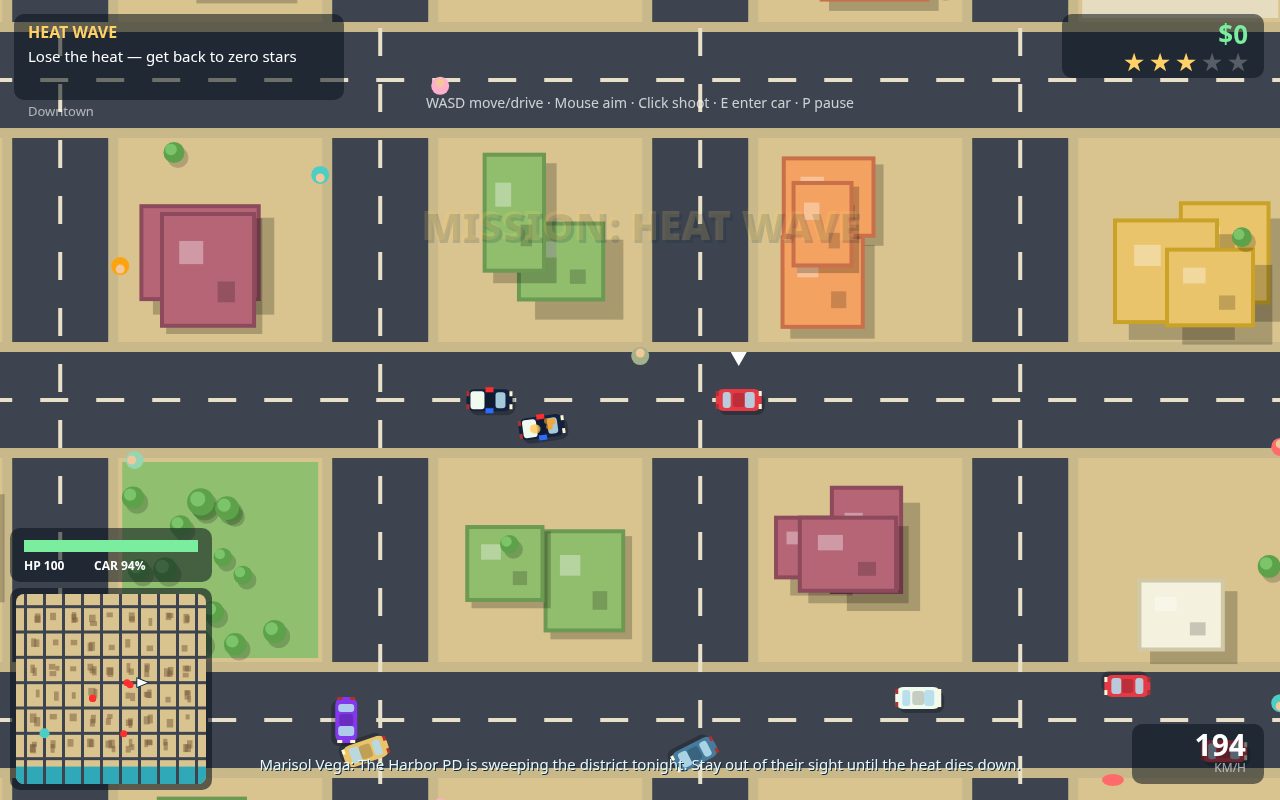 HEAT WAVE
Lose the heat — get back to zero stars
$0
Downtown
WASD move/drive · Mouse aim · Click shoot · E enter car · P pause
MISSION: HEAT WAVE
HP 100 CAR 94%
194
KM/H
Marisol Vega: The Harbor PD is sweeping the district tonight. Stay out of their sight until the heat dies down.